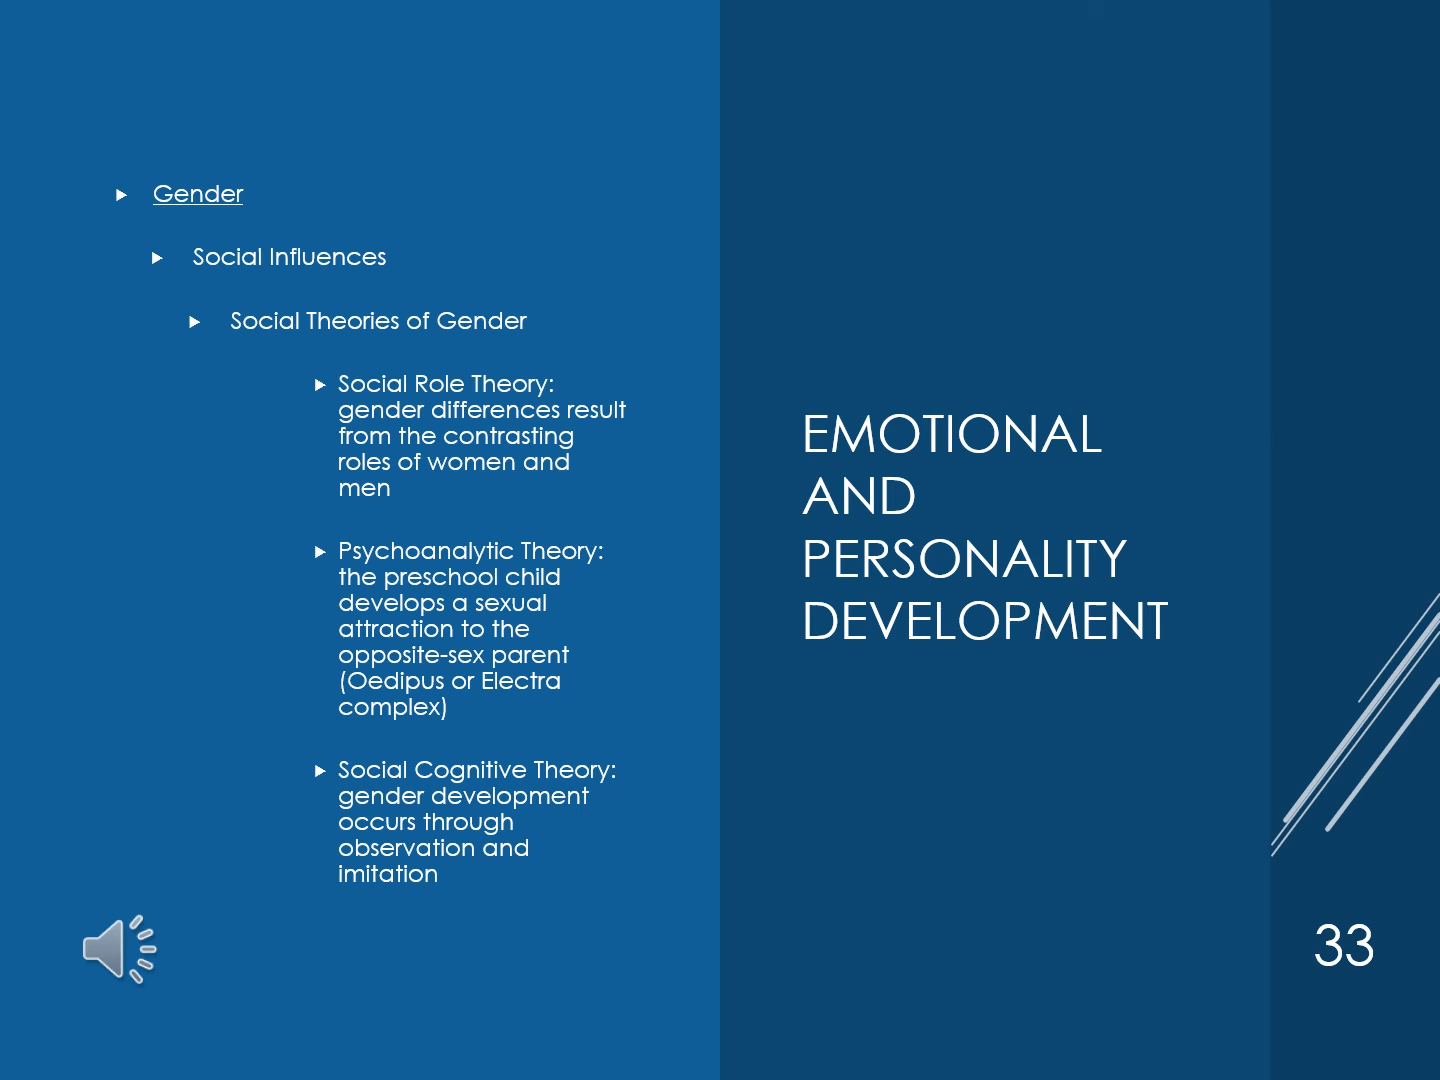 Gender
Social Influences
Social Theories of Gender
Social Role Theory:
gender differences result
from the contrasting
roles of women and
men
Psychoanalytic Theory:
the preschool child
develops a sexual
attraction to the
opposite-sex parent
(Oedipus or Electra
complex)
Social Cognitive Theory:
gender development
occurs through
observation and
imitation
EMOTIONAL
AND
PERSONALITY
DEVELOPMENT
33